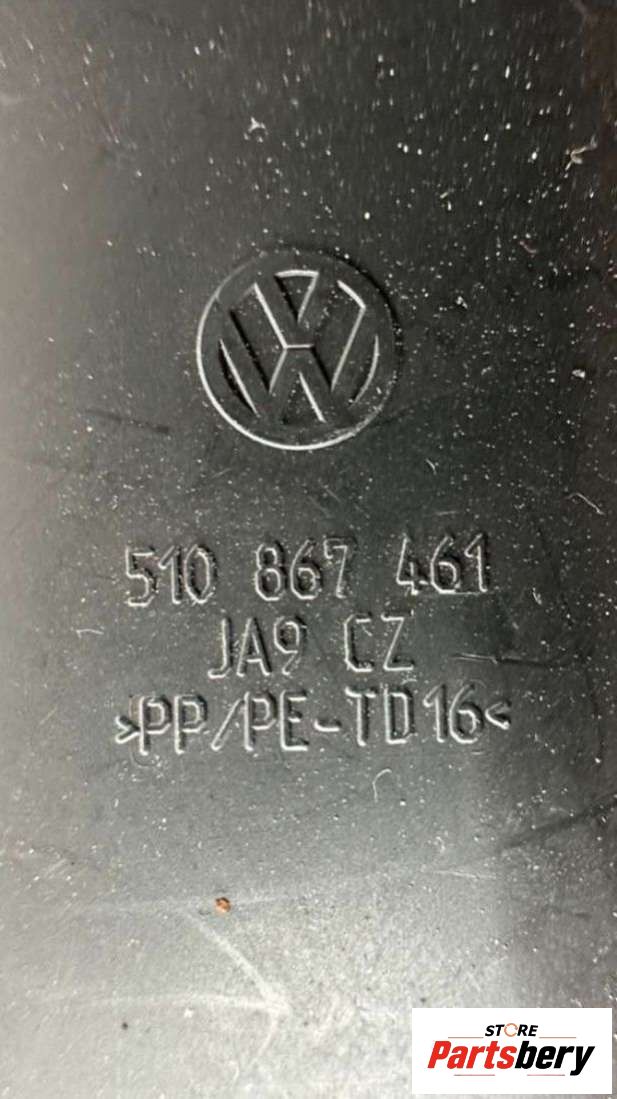 510 867 461
JA9 CZ
>PP/PE-TD16<
STORE
Partsbery